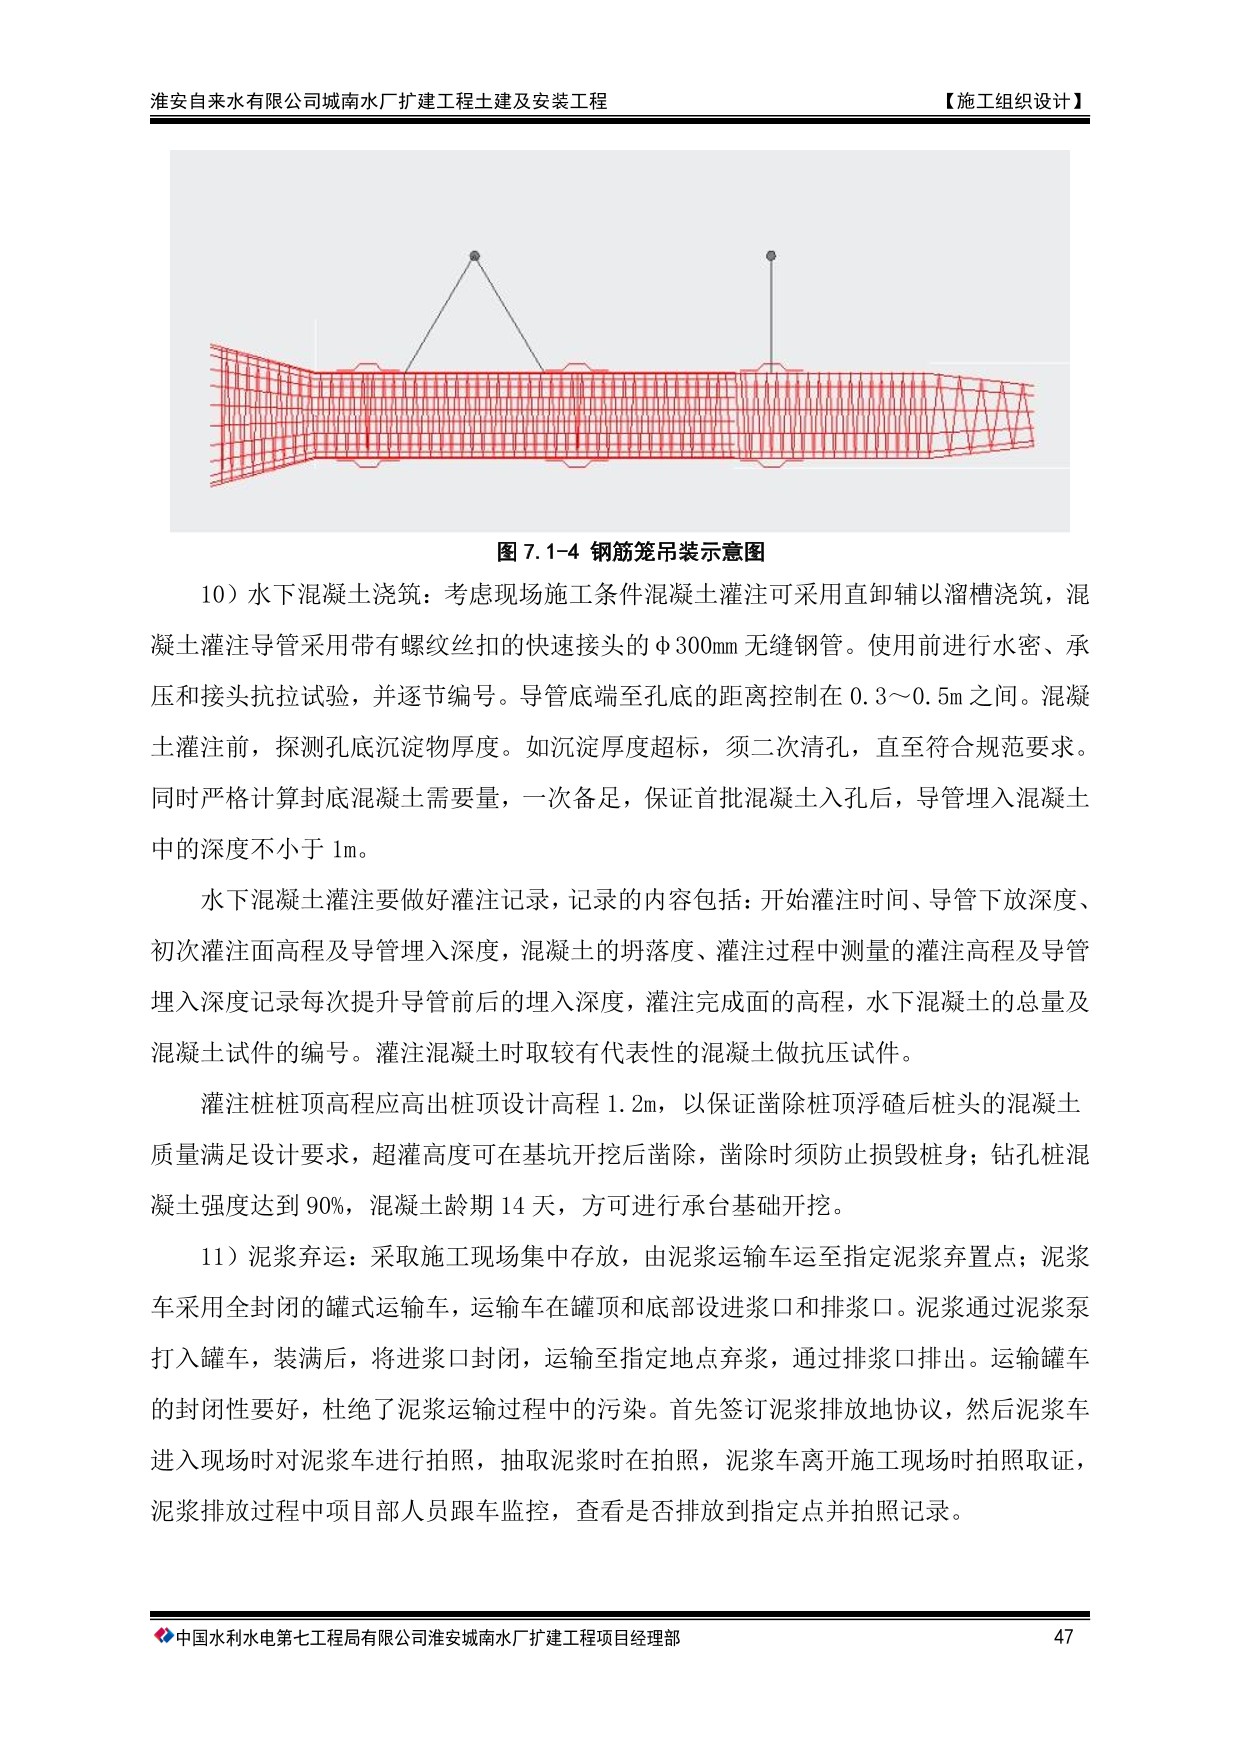 淮安自来水有限公司城南水厂扩建工程土建及安装工程 【施工组织设计】
图 7.1-4 钢筋笼吊装示意图
10）水下混凝土浇筑：考虑现场施工条件混凝土灌注可采用直卸辅以溜槽浇筑，混
凝土灌注导管采用带有螺纹丝扣的快速接头的φ300mm 无缝钢管。使用前进行水密、承
压和接头抗拉试验，并逐节编号。导管底端至孔底的距离控制在 0.3～0.5m 之间。混凝
土灌注前，探测孔底沉淀物厚度。如沉淀厚度超标，须二次清孔，直至符合规范要求。
同时严格计算封底混凝土需要量，一次备足，保证首批混凝土入孔后，导管埋入混凝土
中的深度不小于 1m。
水下混凝土灌注要做好灌注记录，记录的内容包括：开始灌注时间、导管下放深度、
初次灌注面高程及导管埋入深度，混凝土的坍落度、灌注过程中测量的灌注高程及导管
埋入深度记录每次提升导管前后的埋入深度，灌注完成面的高程，水下混凝土的总量及
混凝土试件的编号。灌注混凝土时取较有代表性的混凝土做抗压试件。
灌注桩桩顶高程应高出桩顶设计高程 1.2m，以保证凿除桩顶浮碴后桩头的混凝土
质量满足设计要求，超灌高度可在基坑开挖后凿除，凿除时须防止损毁桩身；钻孔桩混
凝土强度达到 90%，混凝土龄期 14 天，方可进行承台基础开挖。
11）泥浆弃运：采取施工现场集中存放，由泥浆运输车运至指定泥浆弃置点；泥浆
车采用全封闭的罐式运输车，运输车在罐顶和底部设进浆口和排浆口。泥浆通过泥浆泵
打入罐车，装满后，将进浆口封闭，运输至指定地点弃浆，通过排浆口排出。运输罐车
的封闭性要好，杜绝了泥浆运输过程中的污染。首先签订泥浆排放地协议，然后泥浆车
进入现场时对泥浆车进行拍照，抽取泥浆时在拍照，泥浆车离开施工现场时拍照取证，
泥浆排放过程中项目部人员跟车监控，查看是否排放到指定点并拍照记录。
中国水利水电第七工程局有限公司淮安城南水厂扩建工程项目经理部 47